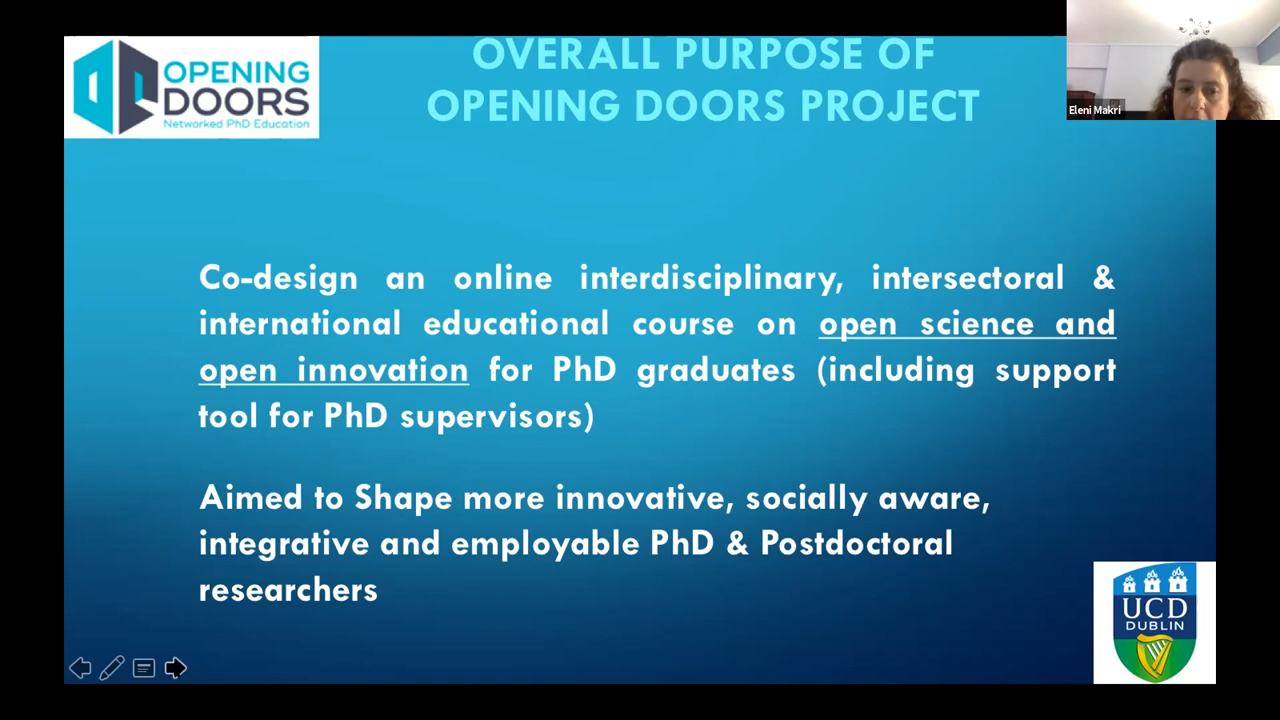 OPENING
DOORS
Networked PhD Education
OVERALL PURPOSE OF
OPENING DOORS PROJECT
Eleni Makri
Co-design an online interdisciplinary, intersectoral &
international educational course on open science and
open innovation for PhD graduates (including support
tool for PhD supervisors)
Aimed to Shape more innovative, socially aware,
integrative and employable PhD & Postdoctoral
researchers
UCD
DUBLIN